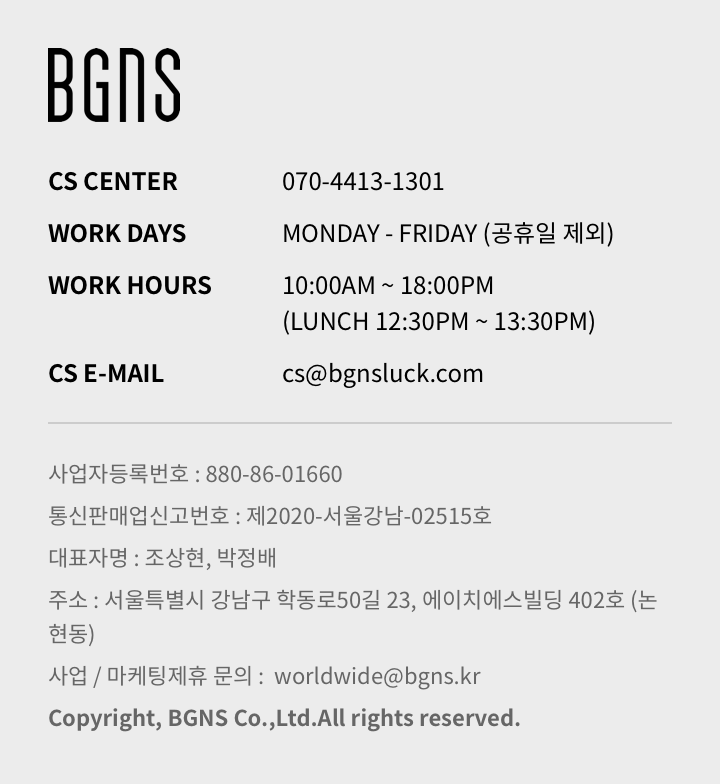 BGNS
CS CENTER 070-4413-1301
WORK DAYS MONDAY - FRIDAY (공휴일 제외)
WORK HOURS 10:00AM ~ 18:00PM
(LUNCH 12:30PM ~ 13:30PM)
CS E-MAIL cs@bgnsluck.com
사업자등록번호 : 880-86-01660
통신판매업신고번호 : 제2020-서울강남-02515호
대표자명 : 조상현, 박정배
주소 : 서울특별시 강남구 학동로50길 23, 에이치에스빌딩 402호 (논
현동)
사업 / 마케팅제휴 문의 : worldwide@bgns.kr
Copyright, BGNS Co.,Ltd.All rights reserved.